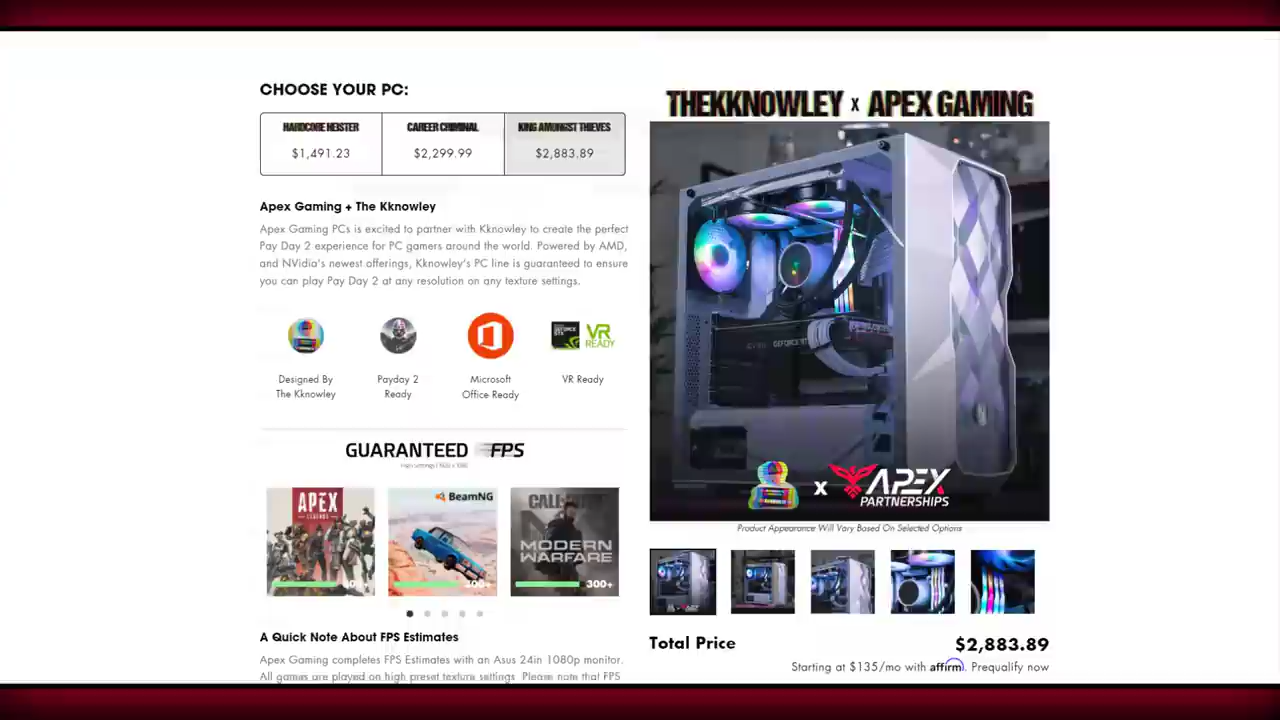 CHOOSE YOUR PC:
HARDCORE HEISTER
$1,491.23
CAREER CRIMINAL
$2,299.99
KING AMONGST THIEVES
$2,883.89
Apex Gaming + The Kknowley
Apex Gaming PCs is excited to partner with Kknowley to create the perfect
Pay Day 2 experience for PC gamers around the world. Powered by AMD,
and NVidia's newest offerings, Kknowley's PC line is guaranteed to ensure
you can play Pay Day 2 at any resolution on any texture settings.
Designed By
The Kknowley
Payday 2
Ready
Microsoft
Office Ready
GEFORCE
GTX
VR
READY
VR Ready
GUARANTEED FPS
APEX
LEGENDS
BeamNG
CALL OF DUTY
MODERN
WARFARE
300+
A Quick Note About FPS Estimates
Apex Gaming completes FPS Estimates with an Asus 24in 1080p monitor.
All games are played on high preset texture settings. Please note that FPS
THEKKNOWLEY x APEX GAMING
GEFORCE RTX
x
APEX
PARTNERSHIPS
Product Appearance Will Vary Based On Selected Options
Total Price
$2,883.89
Starting at $135/mo with affirm. Prequalify now